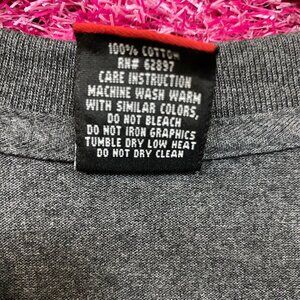 100% COTTON
RN# 62897
CARE INSTRUCTION
MACHINE WASH WARM
WITH SIMILAR COLORS,
DO NOT BLEACH
DO NOT IRON GRAPHICS
TUMBLE DRY LOW HEAT
DO NOT DRY CLEAN